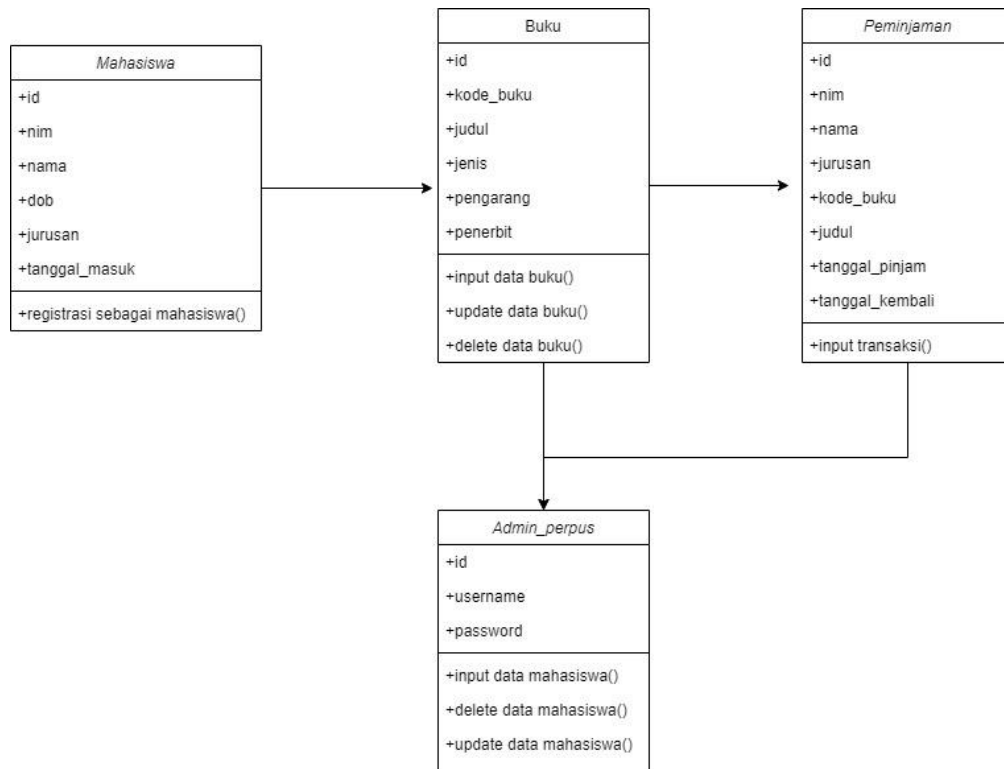 Mahasiswa
+id
+nim
+nama
+dob
+jurusan
+tanggal_masuk
+registrasi sebagai mahasiswa()
Buku
+id
+kode_buku
+judul
+jenis
+pengarang
+penerbit
+input data buku()
+update data buku()
+delete data buku()
Peminjaman
+id
+nim
+nama
+jurusan
+kode_buku
+judul
+tanggal_pinjam
+tanggal_kembali
+input transaksi()
Admin_perpus
+id
+username
+password
+input data mahasiswa()
+delete data mahasiswa()
+update data mahasiswa()